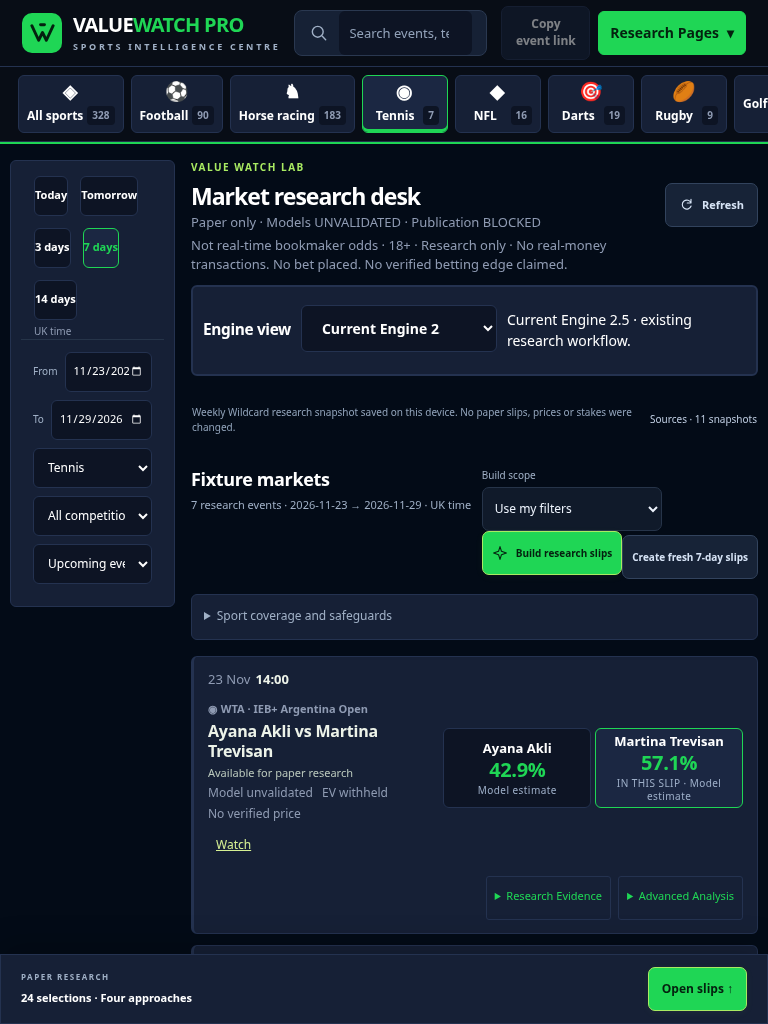 VALUEWATCH PRO
SPORTS INTELLIGENCE CENTRE
Search events, te
Copy
event link
Research Pages ▾
All sports 328
Football 90
Horse racing 183
Tennis 7
NFL 16
Darts 19
Rugby 9
Golf
Today
Tomorrow
3 days
7 days
14 days
UK time
From 11/23/202
To 11/29/2026
Tennis
All competitio
Upcoming eve
VALUE WATCH LAB
Market research desk
Paper only · Models UNVALIDATED · Publication BLOCKED
Not real-time bookmaker odds · 18+ · Research only · No real-money
transactions. No bet placed. No verified betting edge claimed.
Refresh
Engine view
Current Engine 2
Current Engine 2.5 · existing
research workflow.
Weekly Wildcard research snapshot saved on this device. No paper slips, prices or stakes were
changed.
Sources · 11 snapshots
Fixture markets
7 research events · 2026-11-23 → 2026-11-29 · UK time
Build scope
Use my filters
Build research slips
Create fresh 7-day slips
▶ Sport coverage and safeguards
23 Nov 14:00
◉ WTA · IEB+ Argentina Open
Ayana Akli vs Martina
Trevisan
Available for paper research
Model unvalidated EV withheld
No verified price
Watch
Ayana Akli
42.9%
Model estimate
Martina Trevisan
57.1%
IN THIS SLIP · Model
estimate
▶ Research Evidence
▶ Advanced Analysis
PAPER RESEARCH
24 selections · Four approaches
Open slips ↑